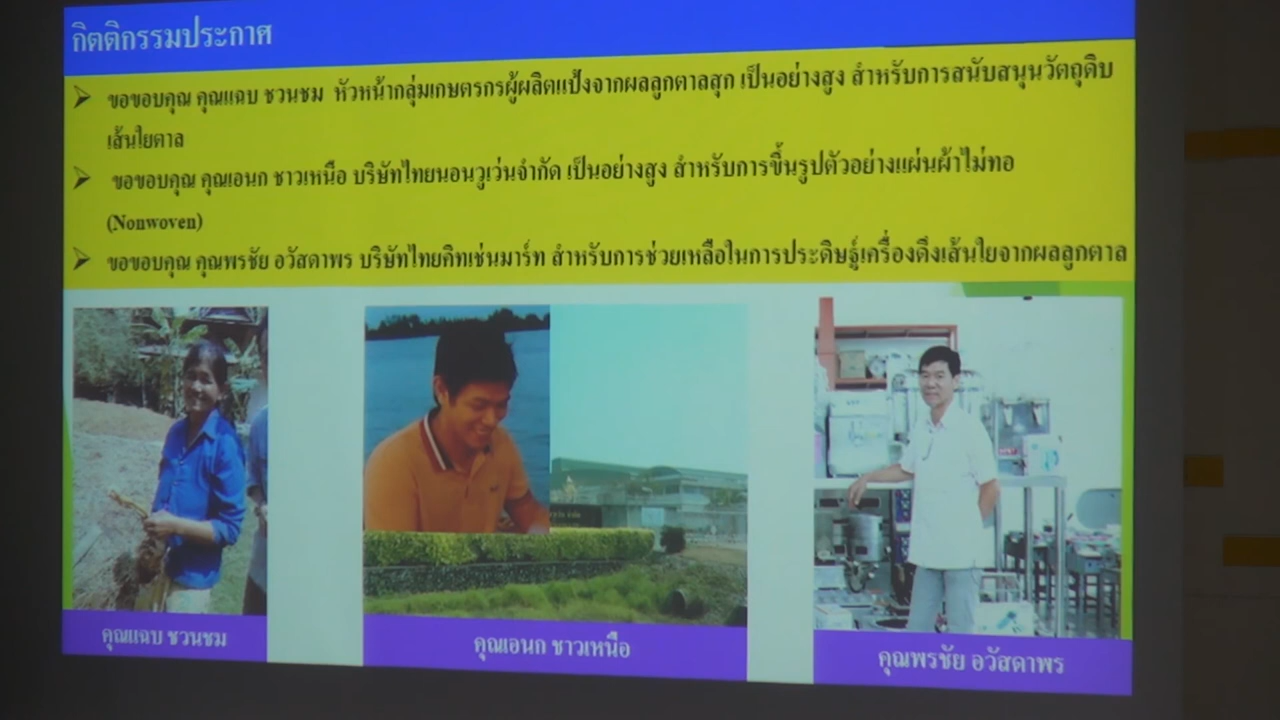 กิตติกรรมประกาศ
➢ ขอขอบคุณ คุณแฉบ ชวนชม หัวหน้ากลุ่มเกษตรกรผู้ผลิตแป้งจากผลลูกตาลสุก เป็นอย่างสูง สำหรับการสนับสนุนวัตถุดิบ
เส้นใยตาล
➢ ขอขอบคุณ คุณเอนก ชาวเหนือ บริษัทไทยนอนวูเว่นจำกัด เป็นอย่างสูง สำหรับการขึ้นรูปตัวอย่างแผ่นผ้าไม่ทอ
(Nonwoven)
➢ ขอขอบคุณ คุณพรชัย อวัสดาพร บริษัทไทยคิทเช่นมาร์ท สำหรับการช่วยเหลือในการประดิษฐ์เครื่องดึงเส้นใยจากผลลูกตาล
คุณแฉบ ชวนชม
คุณเอนก ชาวเหนือ
คุณพรชัย อวัสดาพร